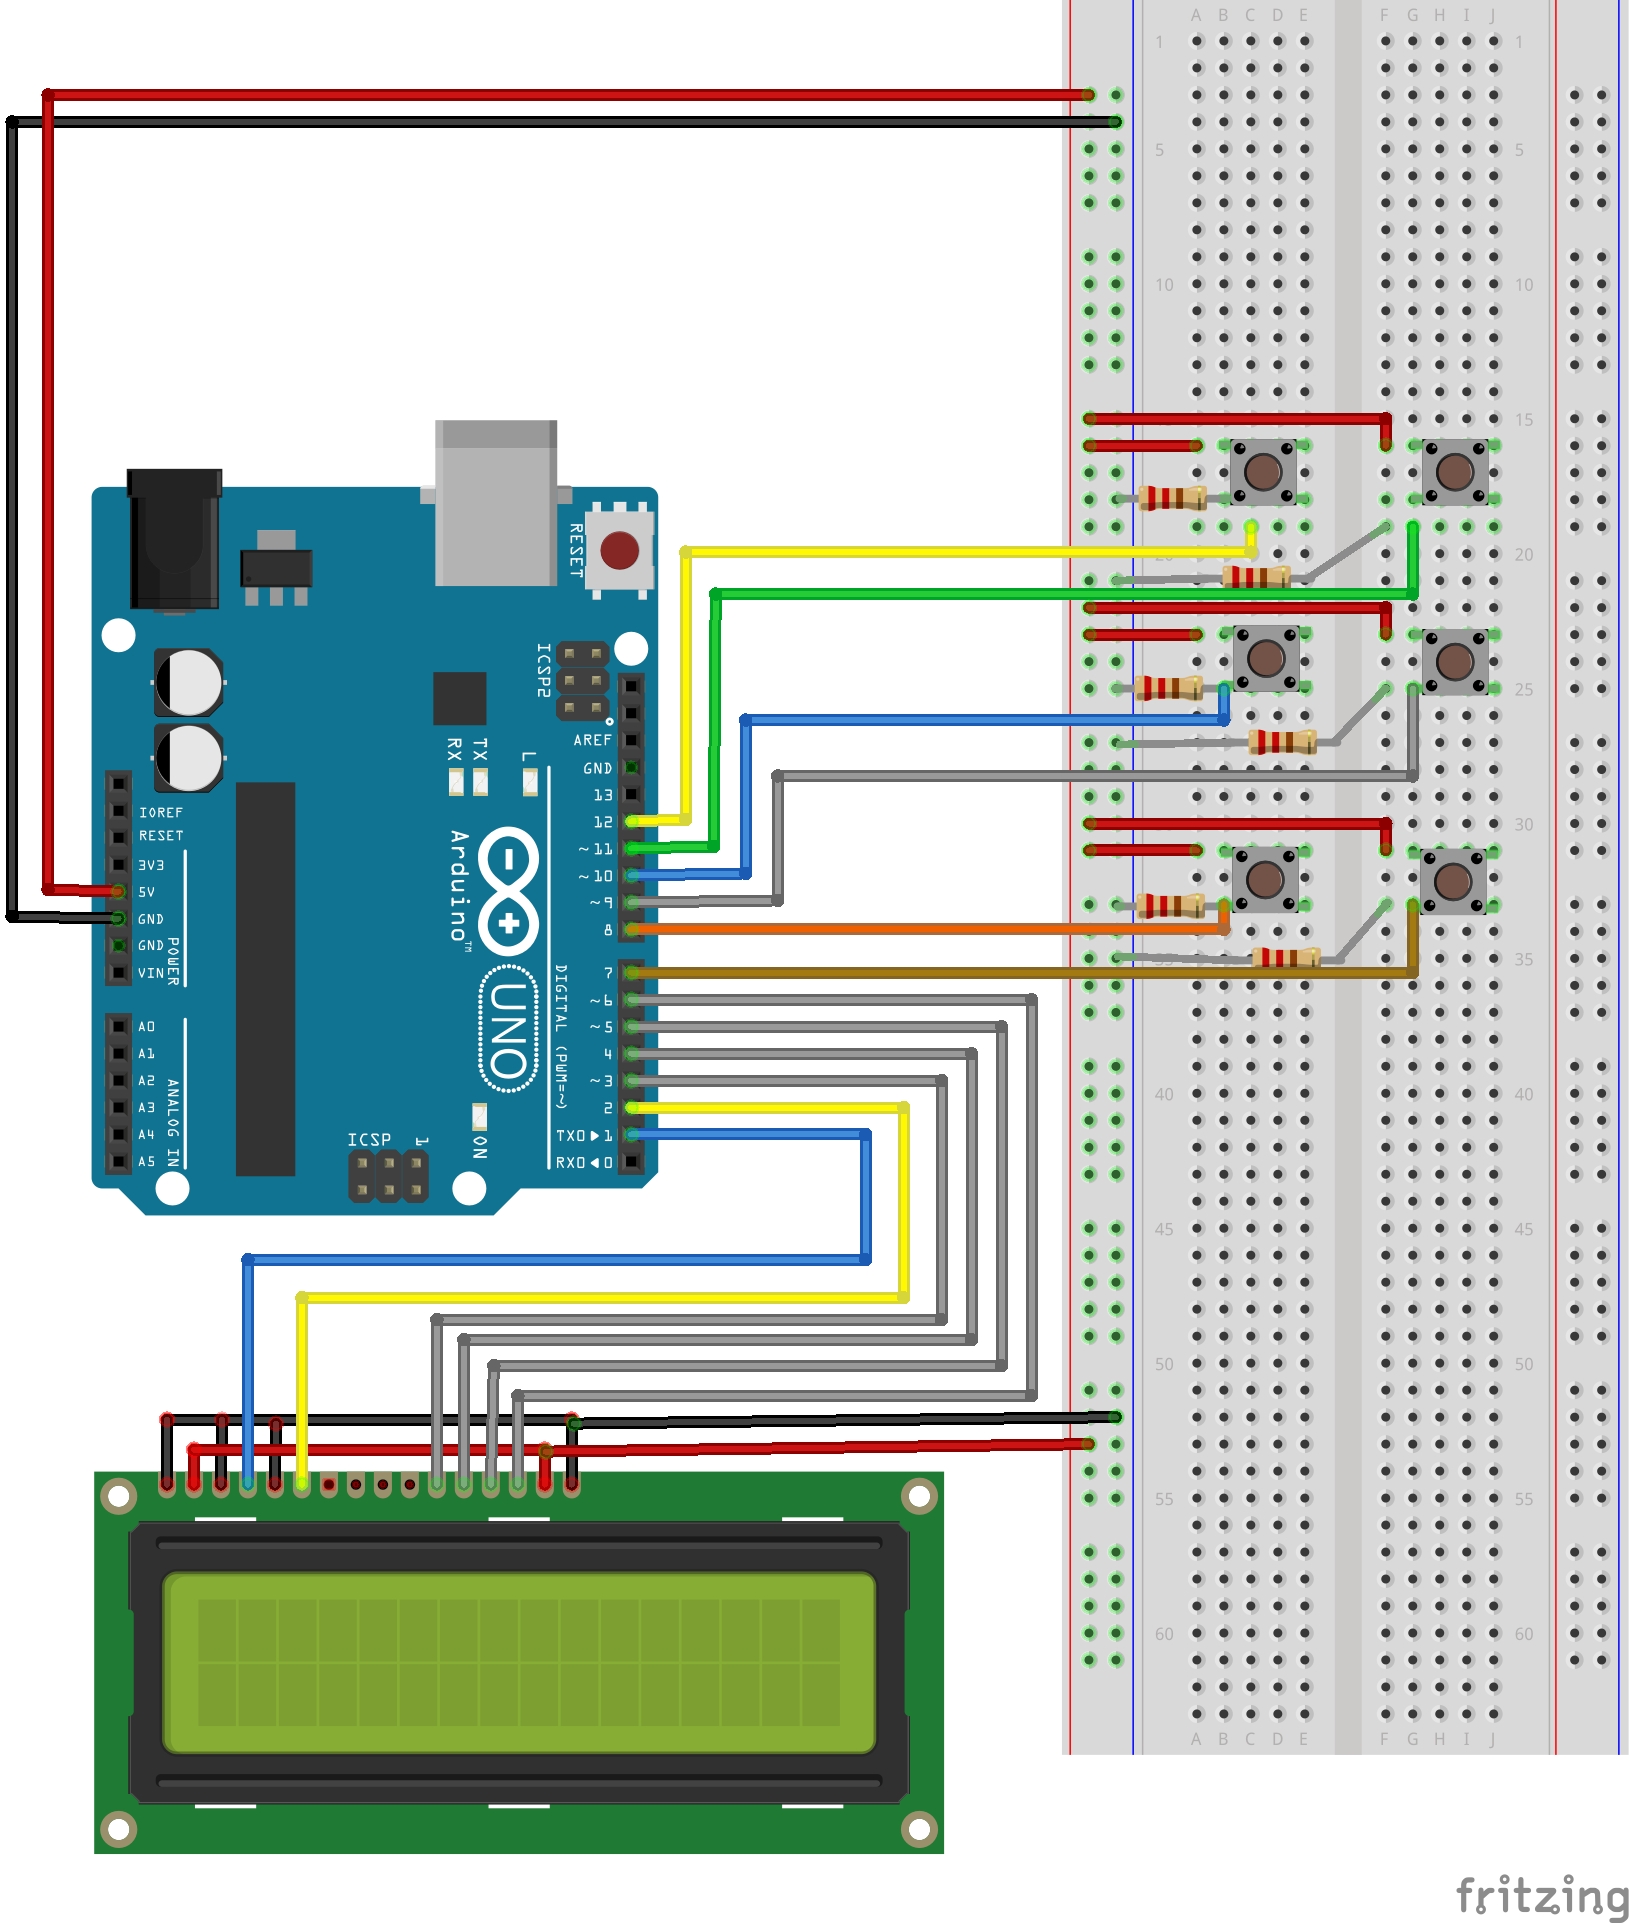 A B C D E F G H I J
1 1
5 5
10 10
15
20 20
25
30 30
35 35
40 40
45 45
50 50
55 55
60 60
A B C D E F G H I J
RESET
ICSP2
AREF
GND
13
12
~11
~10
~9
8
7
~6
~5
4
~3
2
TX0▶1
RX0◀0
RX TX L
Arduino™
UNO
DIGITAL (PWM=~)
IOREF
RESET
3V3
5V
GND
GND
VIN
POWER
A0
A1
A2
A3
A4
A5
ANALOG IN
ICSP 1
ON
fritzing